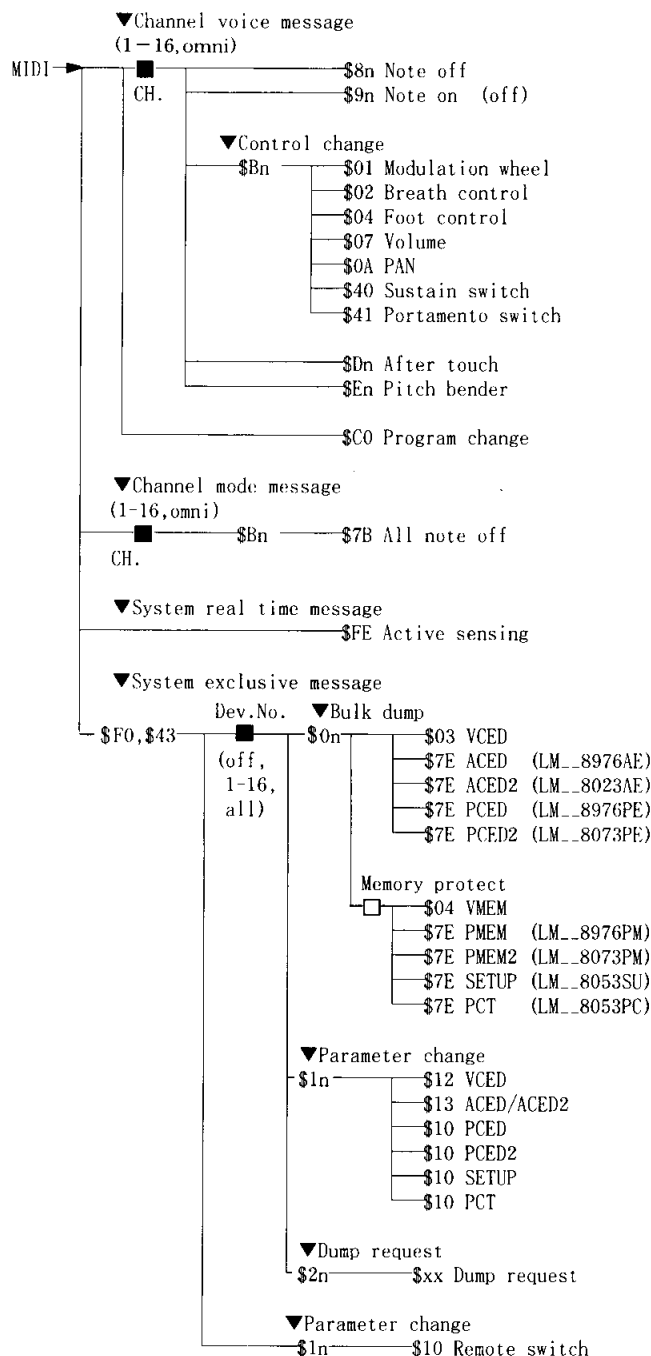 ▼Channel voice message
(1-16,omni)
MIDI
CH.
$8n Note off
$9n Note on (off)
▼Control change
$Bn
$01 Modulation wheel
$02 Breath control
$04 Foot control
$07 Volume
$0A PAN
$40 Sustain switch
$41 Portamento switch
$Dn After touch
$En Pitch bender
$C0 Program change
▼Channel mode message
(1-16,omni)
CH.
$Bn
$7B All note off
▼System real time message
$FE Active sensing
▼System exclusive message
$F0,$43
Dev.No.
(off,
1-16,
all)
▼Bulk dump
$0n
$03 VCED
$7E ACED (LM__8976AE)
$7E ACED2 (LM__8023AE)
$7E PCED (LM__8976PE)
$7E PCED2 (LM__8073PE)
Memory protect
$04 VMEM
$7E PMEM (LM__8976PM)
$7E PMEM2 (LM__8073PM)
$7E SETUP (LM__8053SU)
$7E PCT (LM__8053PC)
▼Parameter change
$1n
$12 VCED
$13 ACED/ACED2
$10 PCED
$10 PCED2
$10 SETUP
$10 PCT
▼Dump request
$2n
$xx Dump request
▼Parameter change
$1n
$10 Remote switch